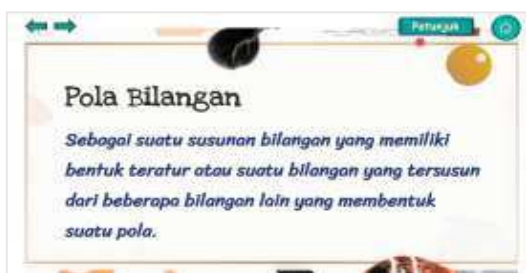 Petunjuk
Pola Bilangan
Sebagai suatu susunan bilangan yang memiliki
bentuk teratur atau suatu bilangan yang tersusun
dari beberapa bilangan lain yang membentuk
suatu pola.